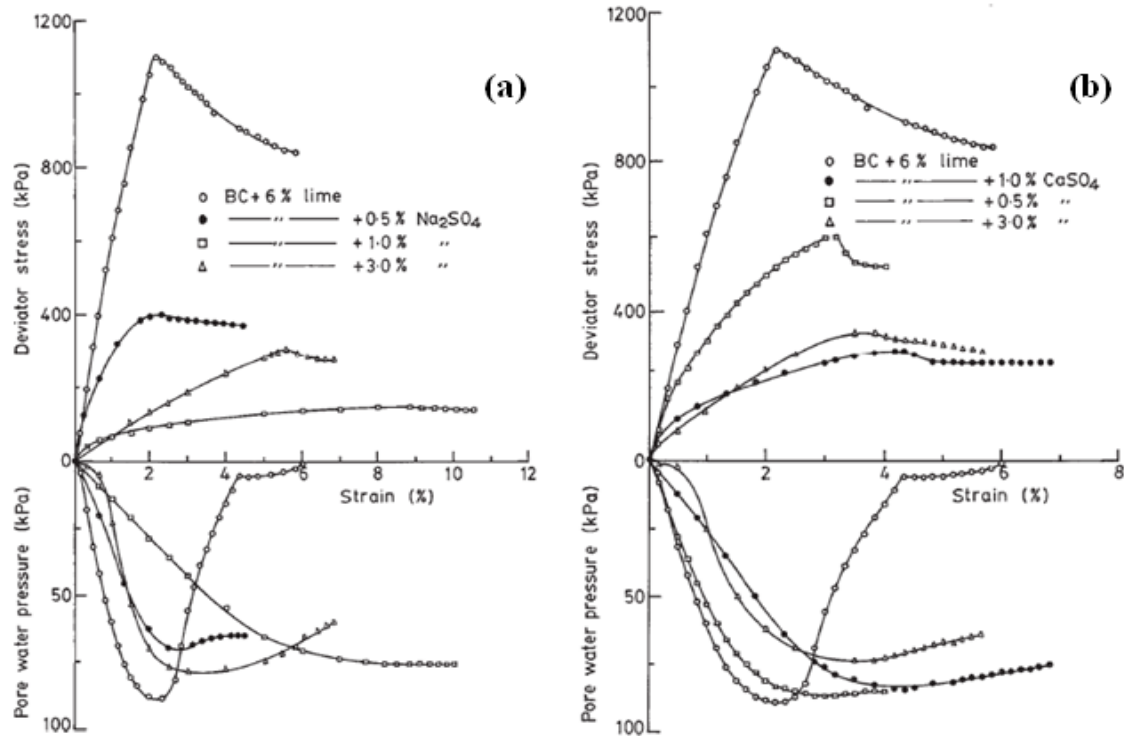 (a)
1200
800
400
0
Deviator stress (kPa)
BC + 6 % lime
—〃— +0.5 % Na₂SO₄
—〃— +1.0 % 〃
—〃— +3.0 % 〃
2 4 6 8 10 12
Strain (%)
50
100
Pore water pressure (kPa)
(b)
1200
800
400
0
Deviator stress (kPa)
BC + 6 % lime
—〃— +1.0 % CaSO₄
—〃— +0.5 % 〃
—〃— +3.0 % 〃
2 4 6 8
Strain (%)
50
100
Pore water pressure (kPa)